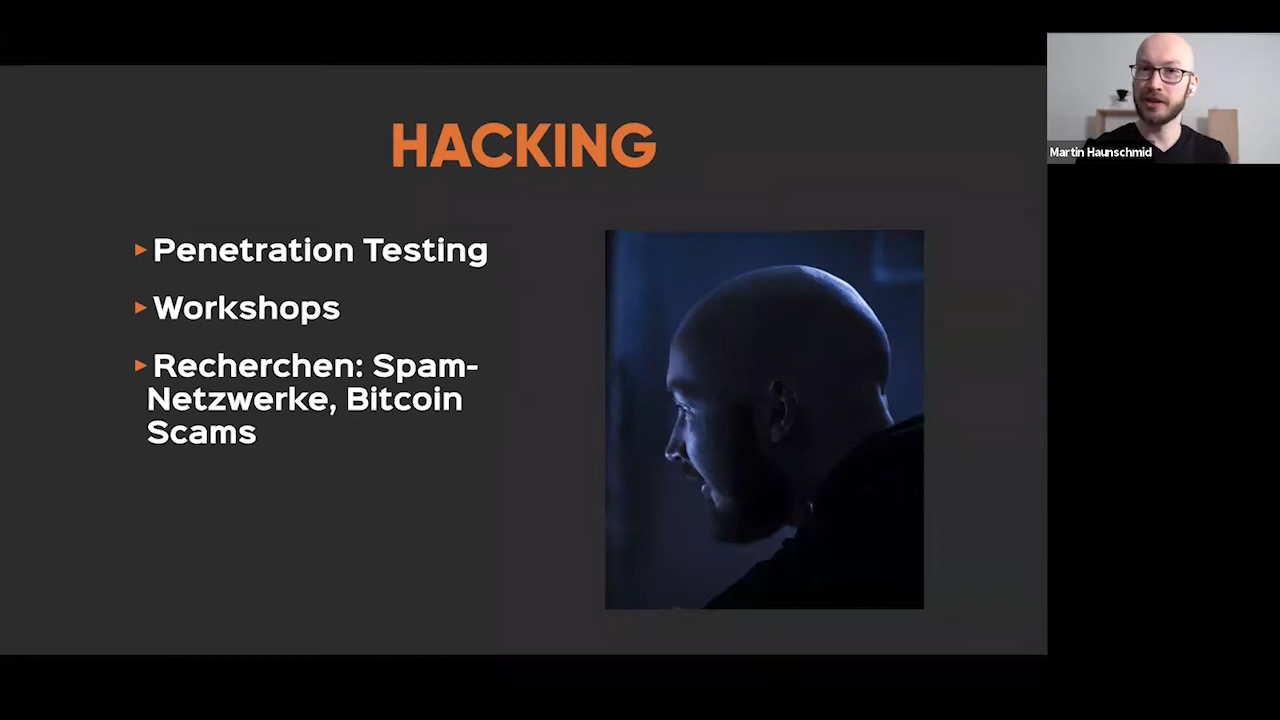 HACKING
Penetration Testing
Workshops
Recherchen: Spam-
Netzwerke, Bitcoin
Scams
Martin Haunschmid